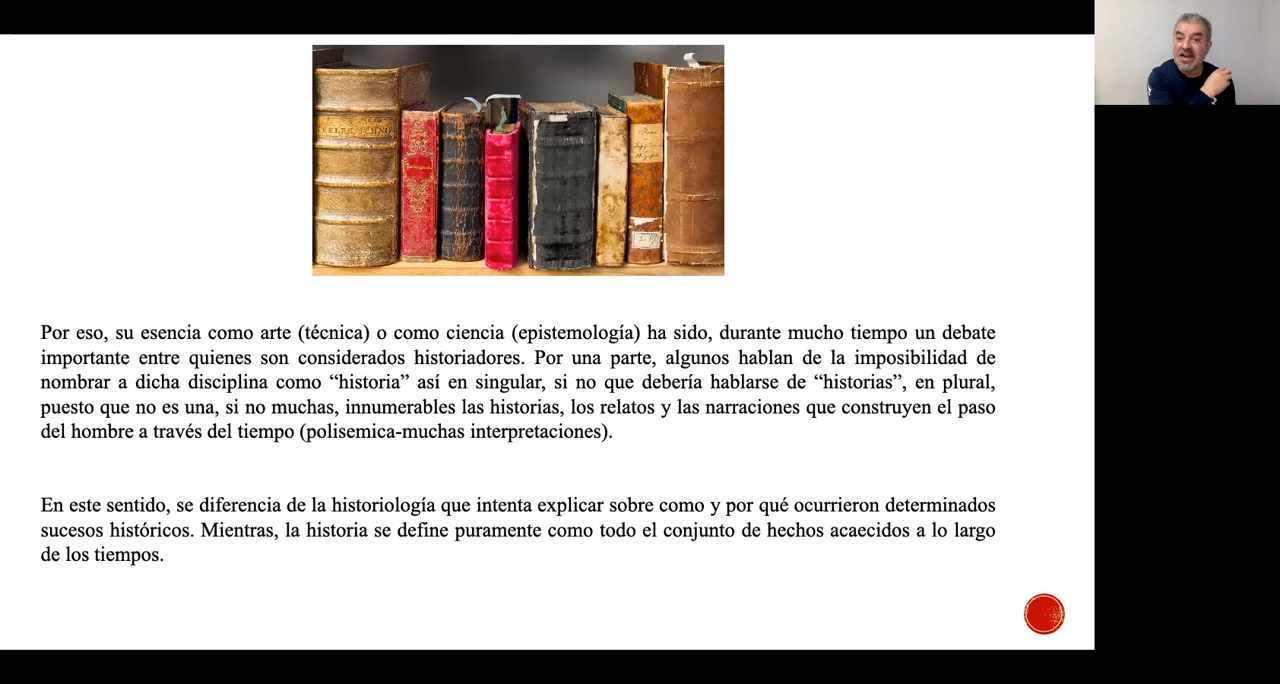 Por eso, su esencia como arte (técnica) o como ciencia (epistemología) ha sido, durante mucho tiempo un debate
importante entre quienes son considerados historiadores. Por una parte, algunos hablan de la imposibilidad de
nombrar a dicha disciplina como “historia” así en singular, si no que debería hablarse de “historias”, en plural,
puesto que no es una, si no muchas, innumerables las historias, los relatos y las narraciones que construyen el paso
del hombre a través del tiempo (polisemica-muchas interpretaciones).
En este sentido, se diferencia de la historiología que intenta explicar sobre como y por qué ocurrieron determinados
sucesos históricos. Mientras, la historia se define puramente como todo el conjunto de hechos acaecidos a lo largo
de los tiempos.